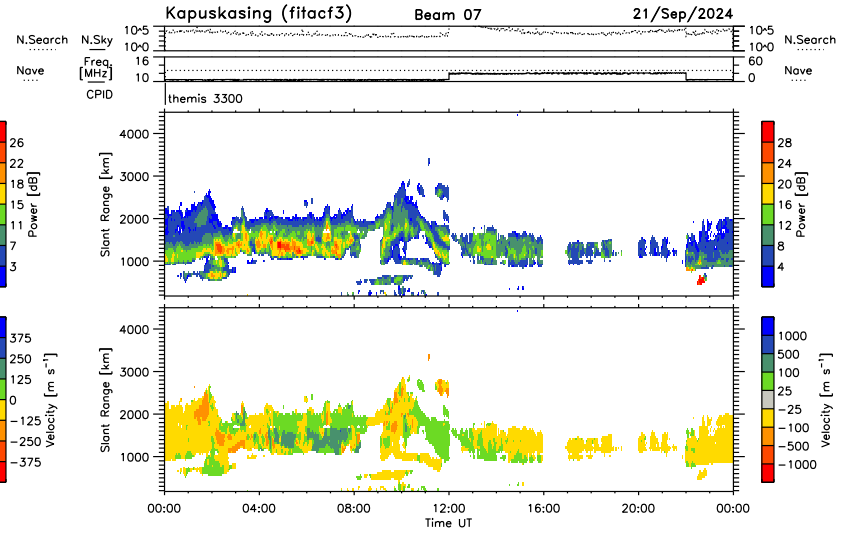 Kapuskasing (fitacf3) Beam 07 21/Sep/2024
N.Search N.Sky 10^5 10^0 10^5 10^0 N.Search
Nave Freq. [MHz] 16 10 60 0 Nave
CPID themis 3300
Slant Range [km] 4000 3000 2000 1000
26 22 18 15 11 7 3 Power [dB]
28 24 20 16 12 8 4 Power [dB]
Slant Range [km] 4000 3000 2000 1000
375 250 125 0 -125 -250 -375 Velocity [m s⁻¹]
1000 500 100 25 -25 -100 -500 -1000 Velocity [m s⁻¹]
00:00 04:00 08:00 12:00 16:00 20:00 00:00
Time UT